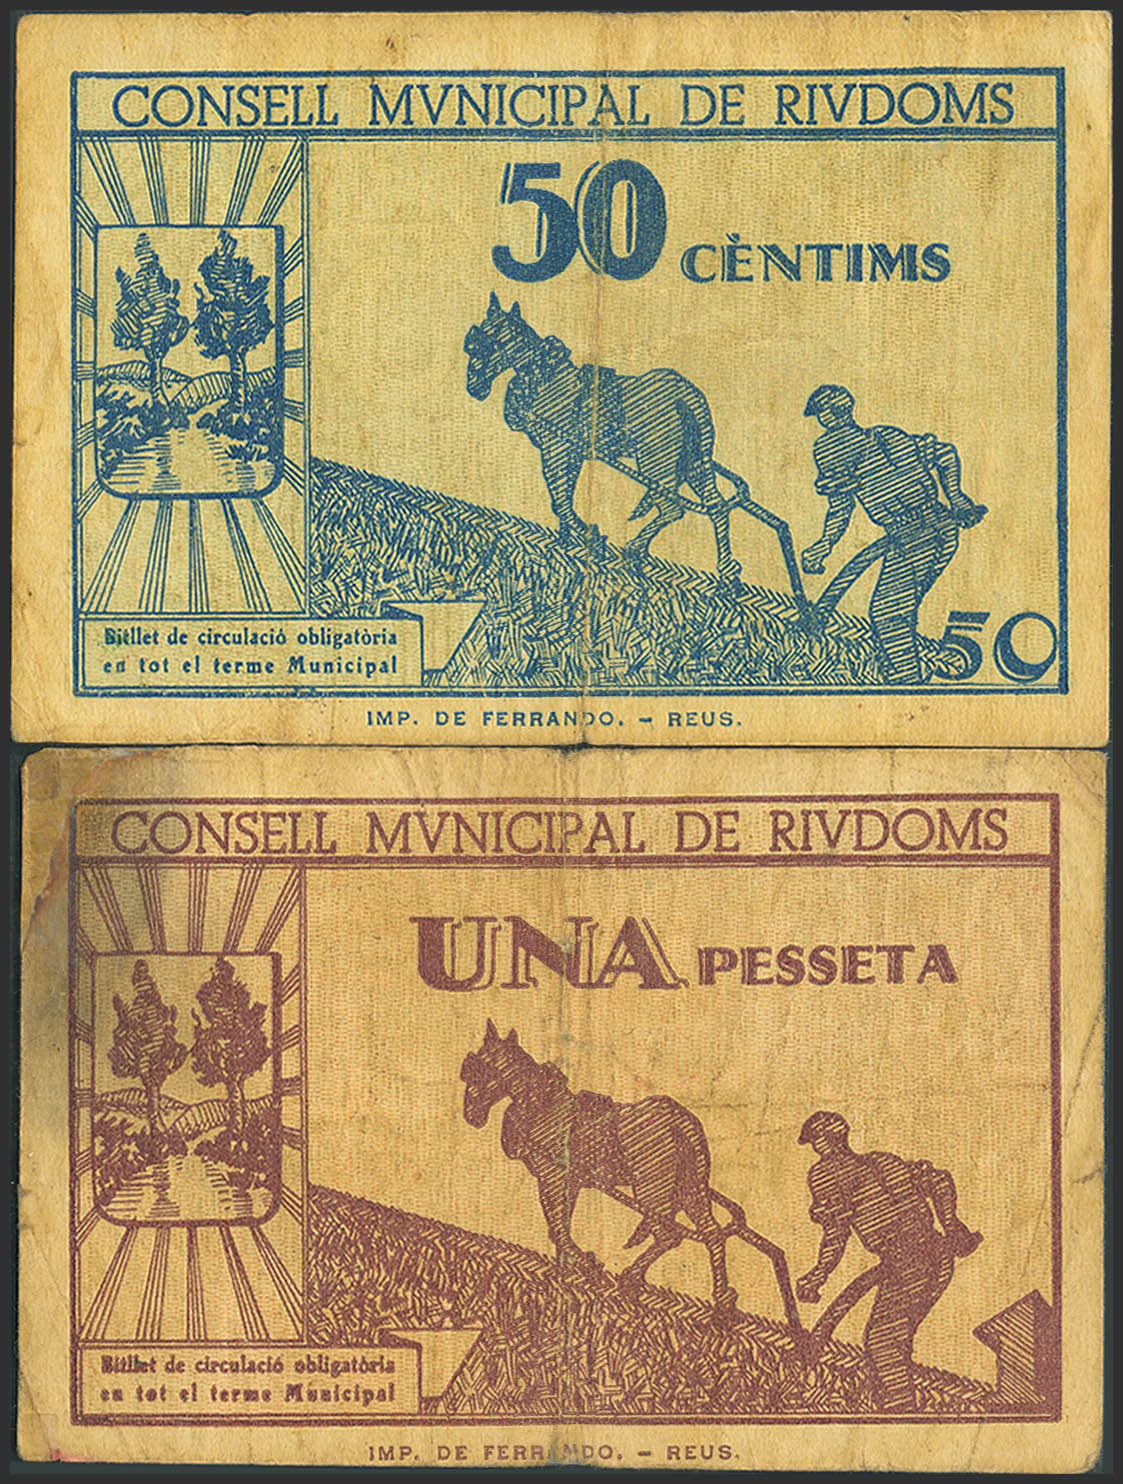 CONSELL MVNICIPAL DE RIVDOMS
50 CÈNTIMS
Bitllet de circulació obligatòria
en tot el terme Municipal
50
IMP. DE FERRANDO. – REUS.
CONSELL MVNICIPAL DE RIVDOMS
UNA PESSETA
Bitllet de circulació obligatòria
en tot el terme Municipal
1
IMP. DE FERRANDO. – REUS.